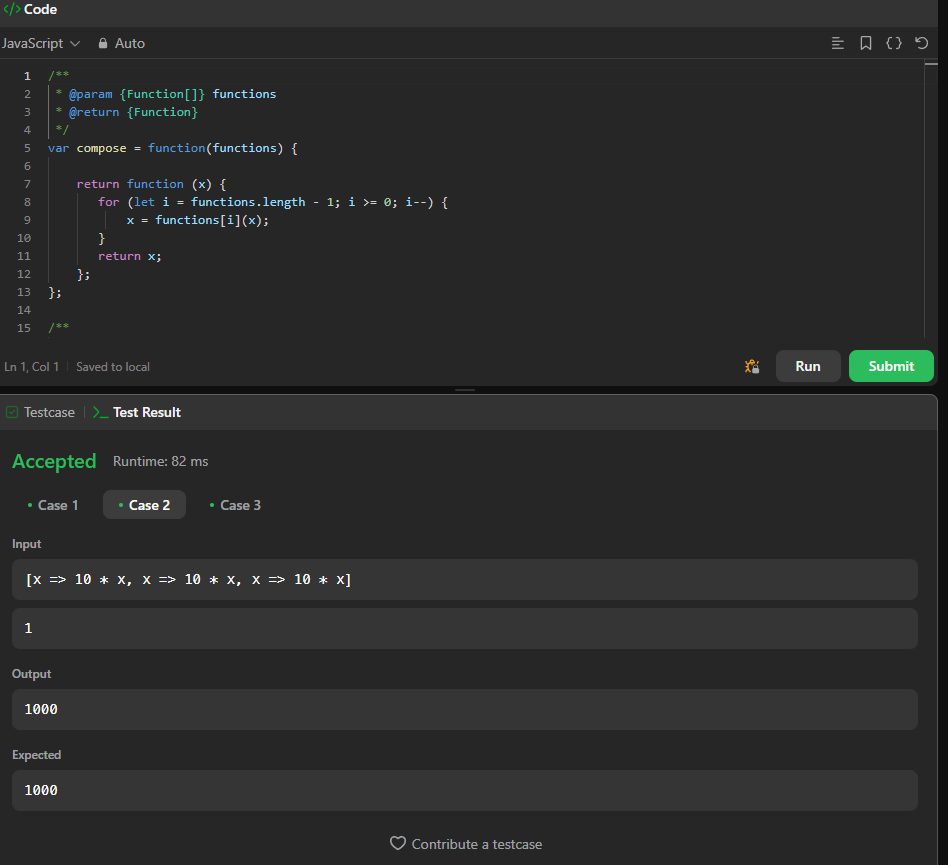 </> Code
JavaScript Auto
1 /**
2 * @param {Function[]} functions
3 * @return {Function}
4 */
5 var compose = function(functions) {
6
7 return function (x) {
8 for (let i = functions.length - 1; i >= 0; i--) {
9 x = functions[i](x);
10 }
11 return x;
12 };
13 };
14
15 /**
Ln 1, Col 1 Saved to local
Run Submit
Testcase >_ Test Result
Accepted Runtime: 82 ms
• Case 1 • Case 2 • Case 3
Input
[x => 10 * x, x => 10 * x, x => 10 * x]
1
Output
1000
Expected
1000
Contribute a testcase